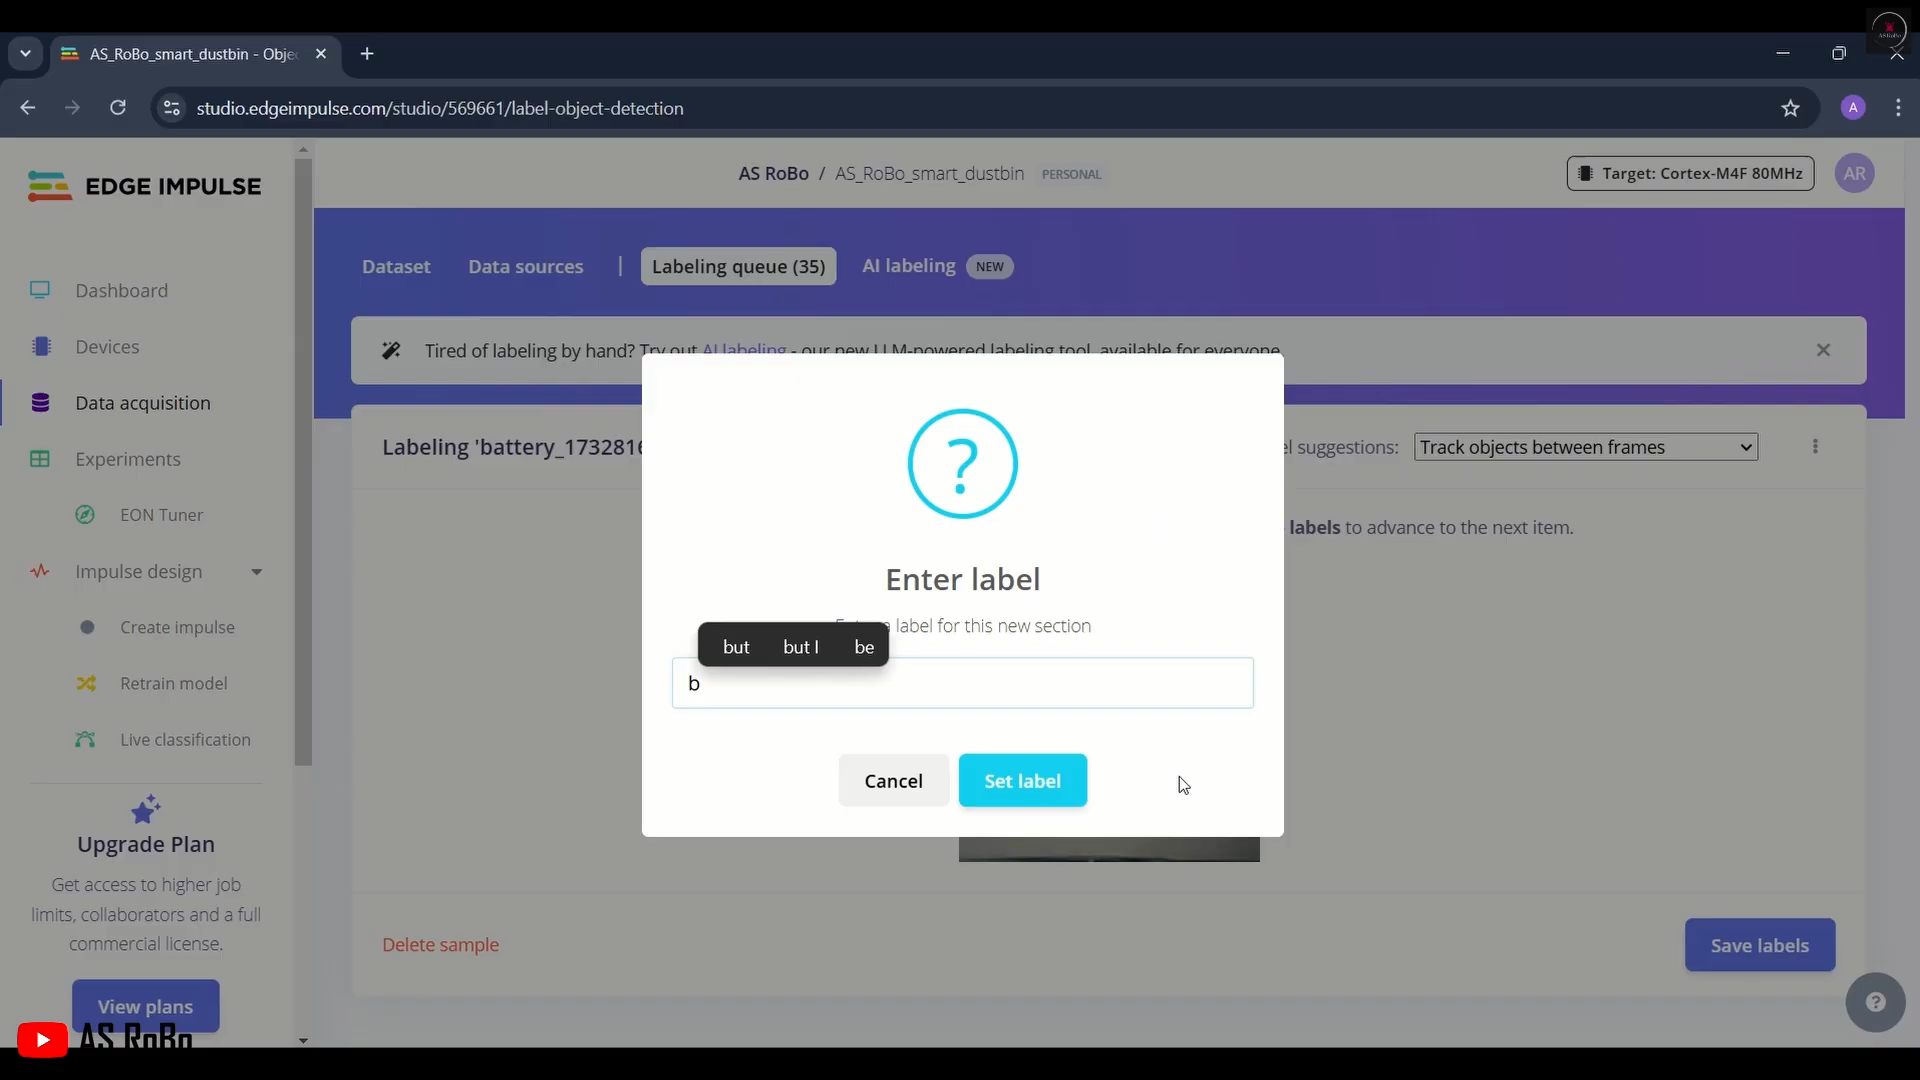 AS_RoBo_smart_dustbin - Obje
studio.edgeimpulse.com/studio/569661/label-object-detection
A
EDGE IMPULSE
AS RoBo / AS_RoBo_smart_dustbin PERSONAL
Target: Cortex-M4F 80MHz
AR
Dataset
Data sources
Labeling queue (35)
AI labeling NEW
Dashboard
Devices
Data acquisition
Experiments
EON Tuner
Impulse design
Create impulse
Retrain model
Live classification
Upgrade Plan
Get access to higher job
limits, collaborators and a full
commercial license.
View plans
AS RoBo
Tired of labeling by hand? Try out AI labeling - our new LLM-powered labeling tool, available for everyone
Labeling 'battery_1732816
suggestions:
Track objects between frames
labels to advance to the next item.
?
Enter label
label for this new section
but but I be
b
Cancel
Set label
Delete sample
Save labels
?